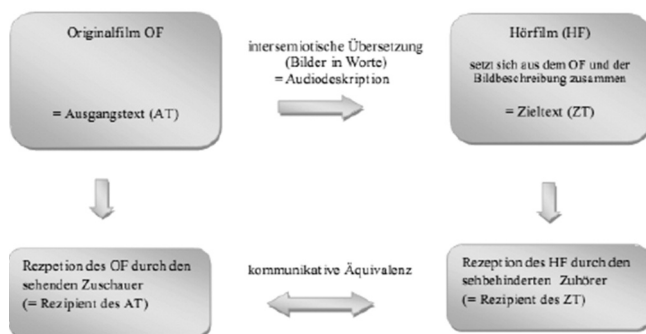 Originalfilm OF
= Ausgangstext (AT)
intersemiotische Übersetzung
(Bilder in Worte)
= Audiodeskription
Hörfilm (HF)
setzt sich aus dem OF und der
Bildbeschreibung zusammen
= Zieltext (ZT)
Rezpetion des OF durch den
sehenden Zuschauer
(= Rezipient des AT)
kommunikative Äquivalenz
Rezeption des HF durch den
sehbehinderten Zuhörer
(= Rezipient des ZT)